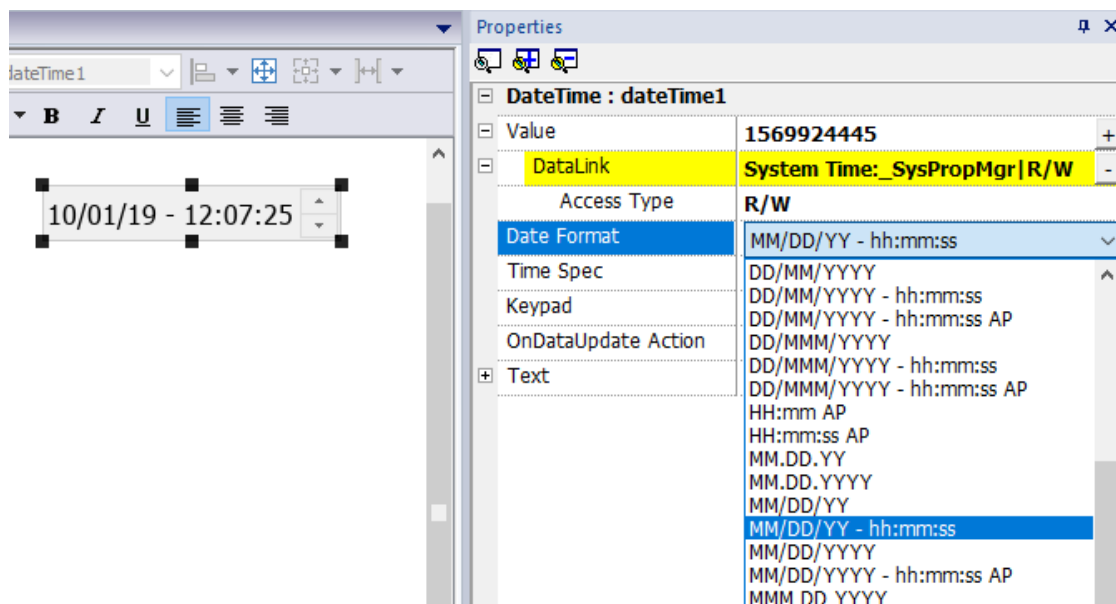 Properties
dateTime1
B I U
10/01/19 - 12:07:25
DateTime : dateTime1
Value 1569924445 +
DataLink System Time:_SysPropMgr|R/W -
Access Type R/W
Date Format MM/DD/YY - hh:mm:ss
Time Spec
Keypad
OnDataUpdate Action
Text
DD/MM/YYYY
DD/MM/YYYY - hh:mm:ss
DD/MM/YYYY - hh:mm:ss AP
DD/MMM/YYYY
DD/MMM/YYYY - hh:mm:ss
DD/MMM/YYYY - hh:mm:ss AP
HH:mm AP
HH:mm:ss AP
MM.DD.YY
MM.DD.YYYY
MM/DD/YY
MM/DD/YY - hh:mm:ss
MM/DD/YYYY
MM/DD/YYYY - hh:mm:ss AP
MMM DD YYYY